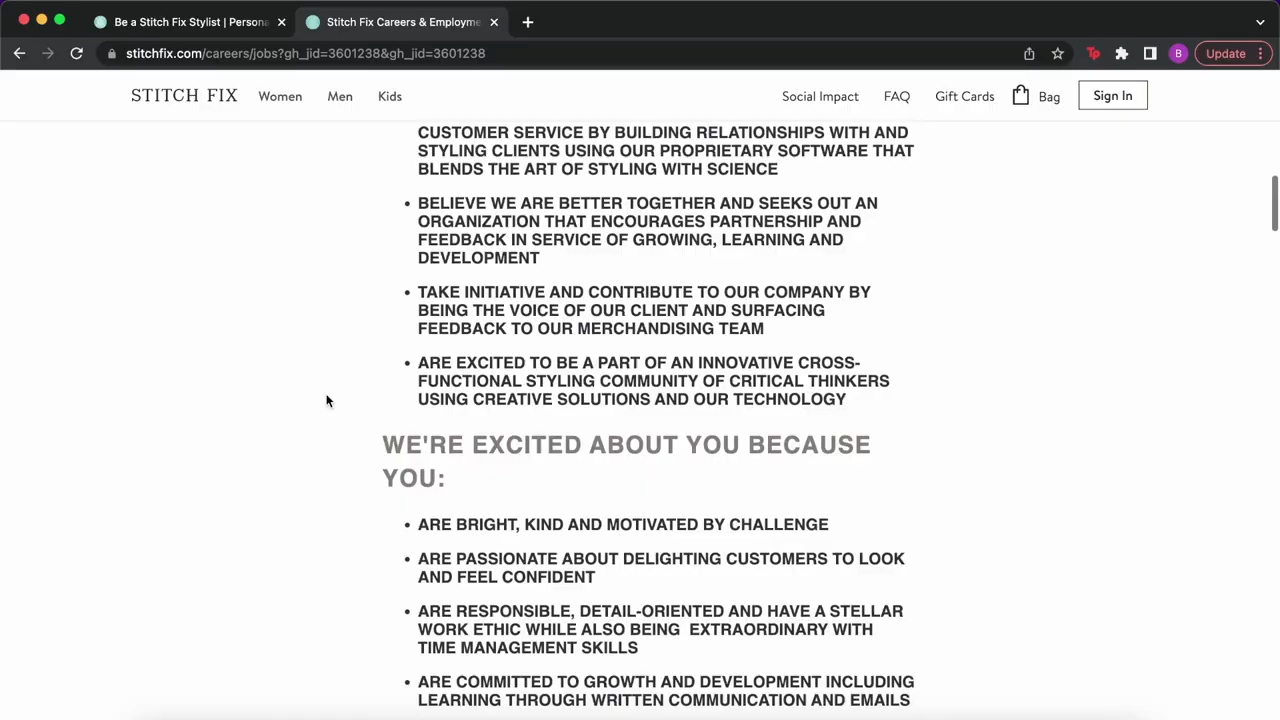 Be a Stitch Fix Stylist | Persona
Stitch Fix Careers & Employme
stitchfix.com/careers/jobs?gh_jid=3601238&gh_jid=3601238
B
Update
STITCH FIX
Women
Men
Kids
Social Impact
FAQ
Gift Cards
Bag
Sign In
CUSTOMER SERVICE BY BUILDING RELATIONSHIPS WITH AND
STYLING CLIENTS USING OUR PROPRIETARY SOFTWARE THAT
BLENDS THE ART OF STYLING WITH SCIENCE
• BELIEVE WE ARE BETTER TOGETHER AND SEEKS OUT AN
ORGANIZATION THAT ENCOURAGES PARTNERSHIP AND
FEEDBACK IN SERVICE OF GROWING, LEARNING AND
DEVELOPMENT
• TAKE INITIATIVE AND CONTRIBUTE TO OUR COMPANY BY
BEING THE VOICE OF OUR CLIENT AND SURFACING
FEEDBACK TO OUR MERCHANDISING TEAM
• ARE EXCITED TO BE A PART OF AN INNOVATIVE CROSS-
FUNCTIONAL STYLING COMMUNITY OF CRITICAL THINKERS
USING CREATIVE SOLUTIONS AND OUR TECHNOLOGY
WE'RE EXCITED ABOUT YOU BECAUSE
YOU:
• ARE BRIGHT, KIND AND MOTIVATED BY CHALLENGE
• ARE PASSIONATE ABOUT DELIGHTING CUSTOMERS TO LOOK
AND FEEL CONFIDENT
• ARE RESPONSIBLE, DETAIL-ORIENTED AND HAVE A STELLAR
WORK ETHIC WHILE ALSO BEING  EXTRAORDINARY WITH
TIME MANAGEMENT SKILLS
• ARE COMMITTED TO GROWTH AND DEVELOPMENT INCLUDING
LEARNING THROUGH WRITTEN COMMUNICATION AND EMAILS